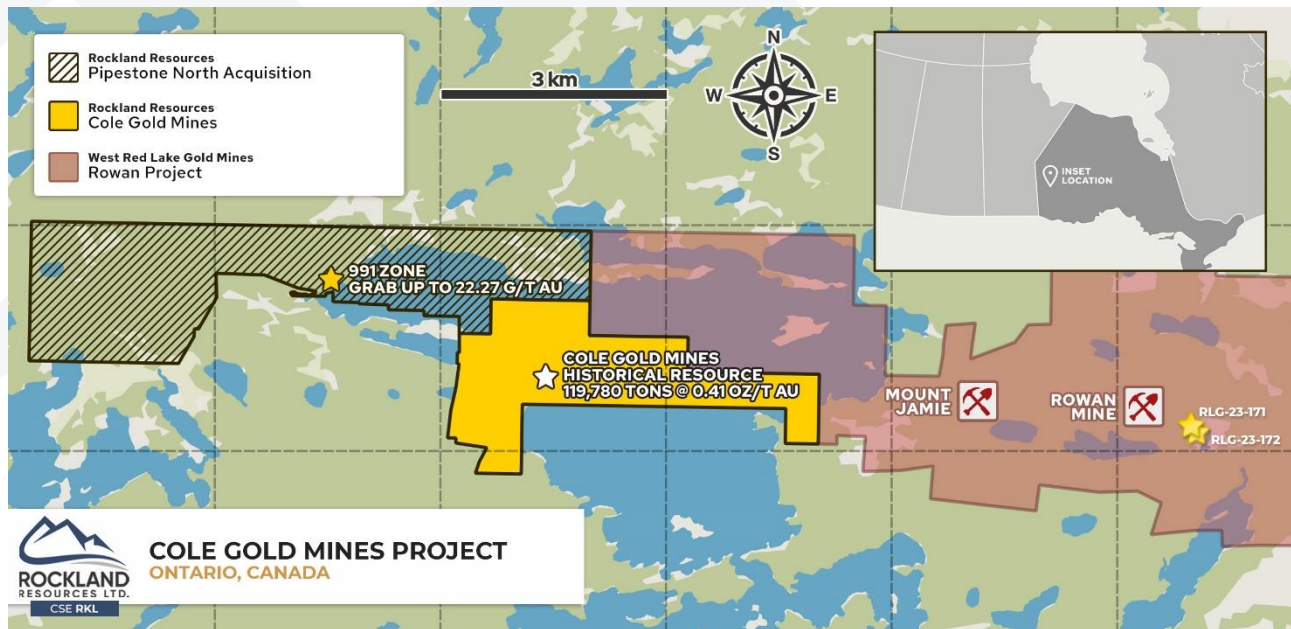 Rockland Resources
Pipestone North Acquisition
Rockland Resources
Cole Gold Mines
West Red Lake Gold Mines
Rowan Project
3 km
N
W
E
S
INSET
LOCATION
991 ZONE
GRAB UP TO 22.27 G/T AU
COLE GOLD MINES
HISTORICAL RESOURCE
119,780 TONS @ 0.41 OZ/T AU
MOUNT
JAMIE
ROWAN
MINE
RLG-23-171
RLG-23-172
ROCKLAND
RESOURCES LTD.
CSE RKL
COLE GOLD MINES PROJECT
ONTARIO, CANADA